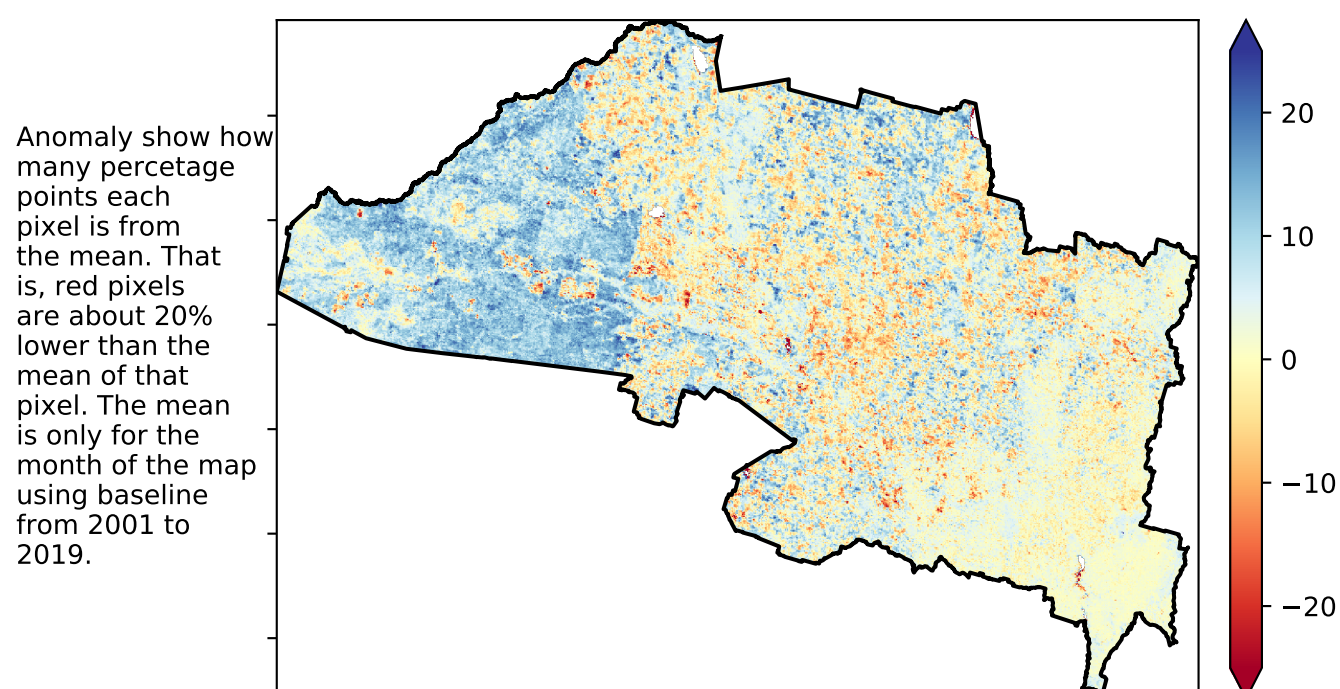 Anomaly show how
many percetage
points each
pixel is from
the mean. That
is, red pixels
are about 20%
lower than the
mean of that
pixel. The mean
is only for the
month of the map
using baseline
from 2001 to
2019.
20
10
0
−10
−20